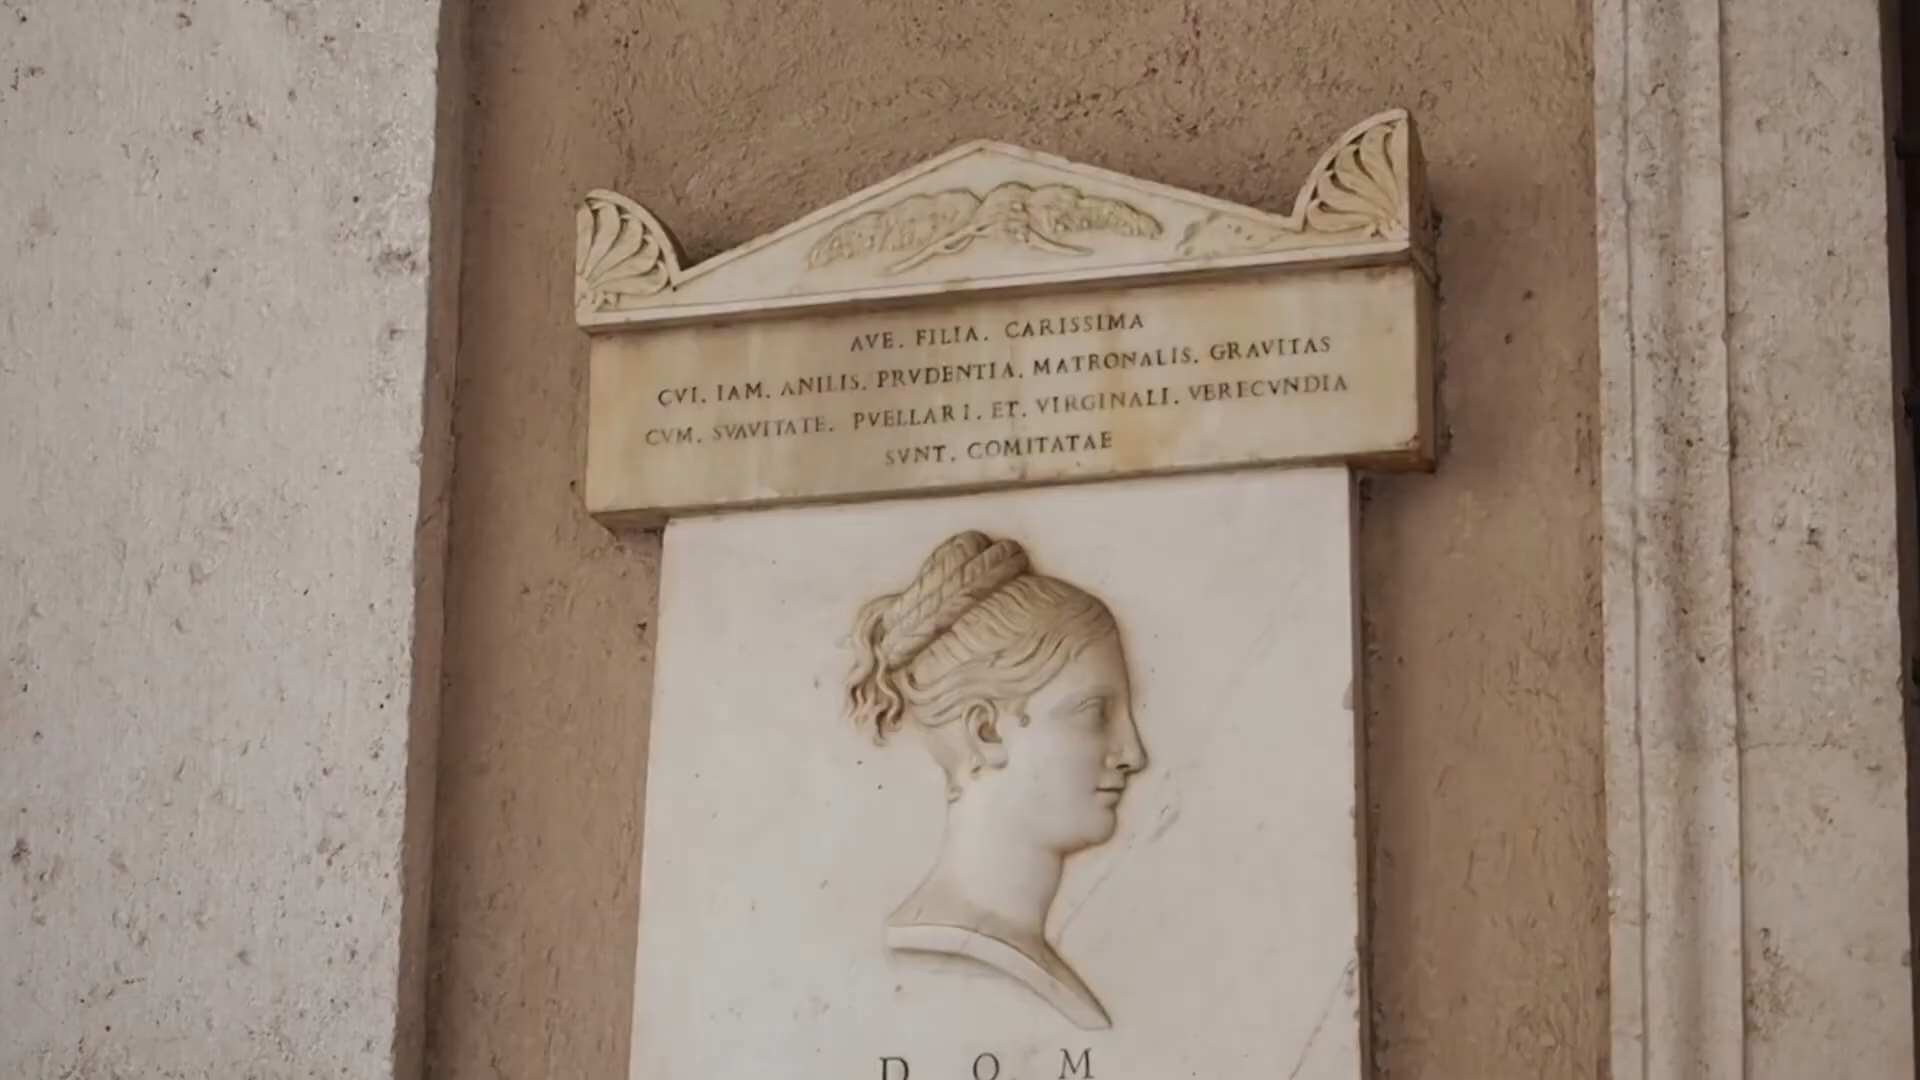 AVE. FILIA. CARISSIMA
CVI. IAM. ANILIS. PRVDENTIA. MATRONALIS. GRAVITAS
CVM. SVAVITATE. PVELLARI. ET. VIRGINALI. VERECVNDIA
SVNT. COMITATAE
D O M